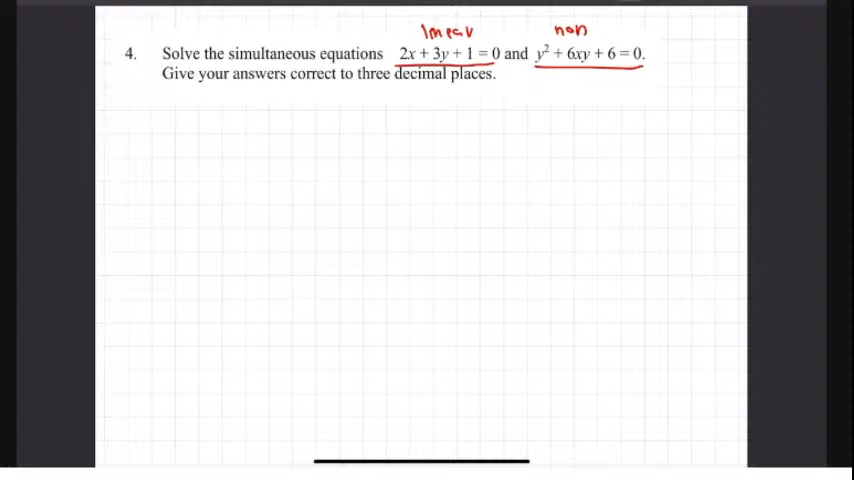 linear non
4. Solve the simultaneous equations 2x + 3y + 1 = 0 and y² + 6xy + 6 = 0.
Give your answers correct to three decimal places.